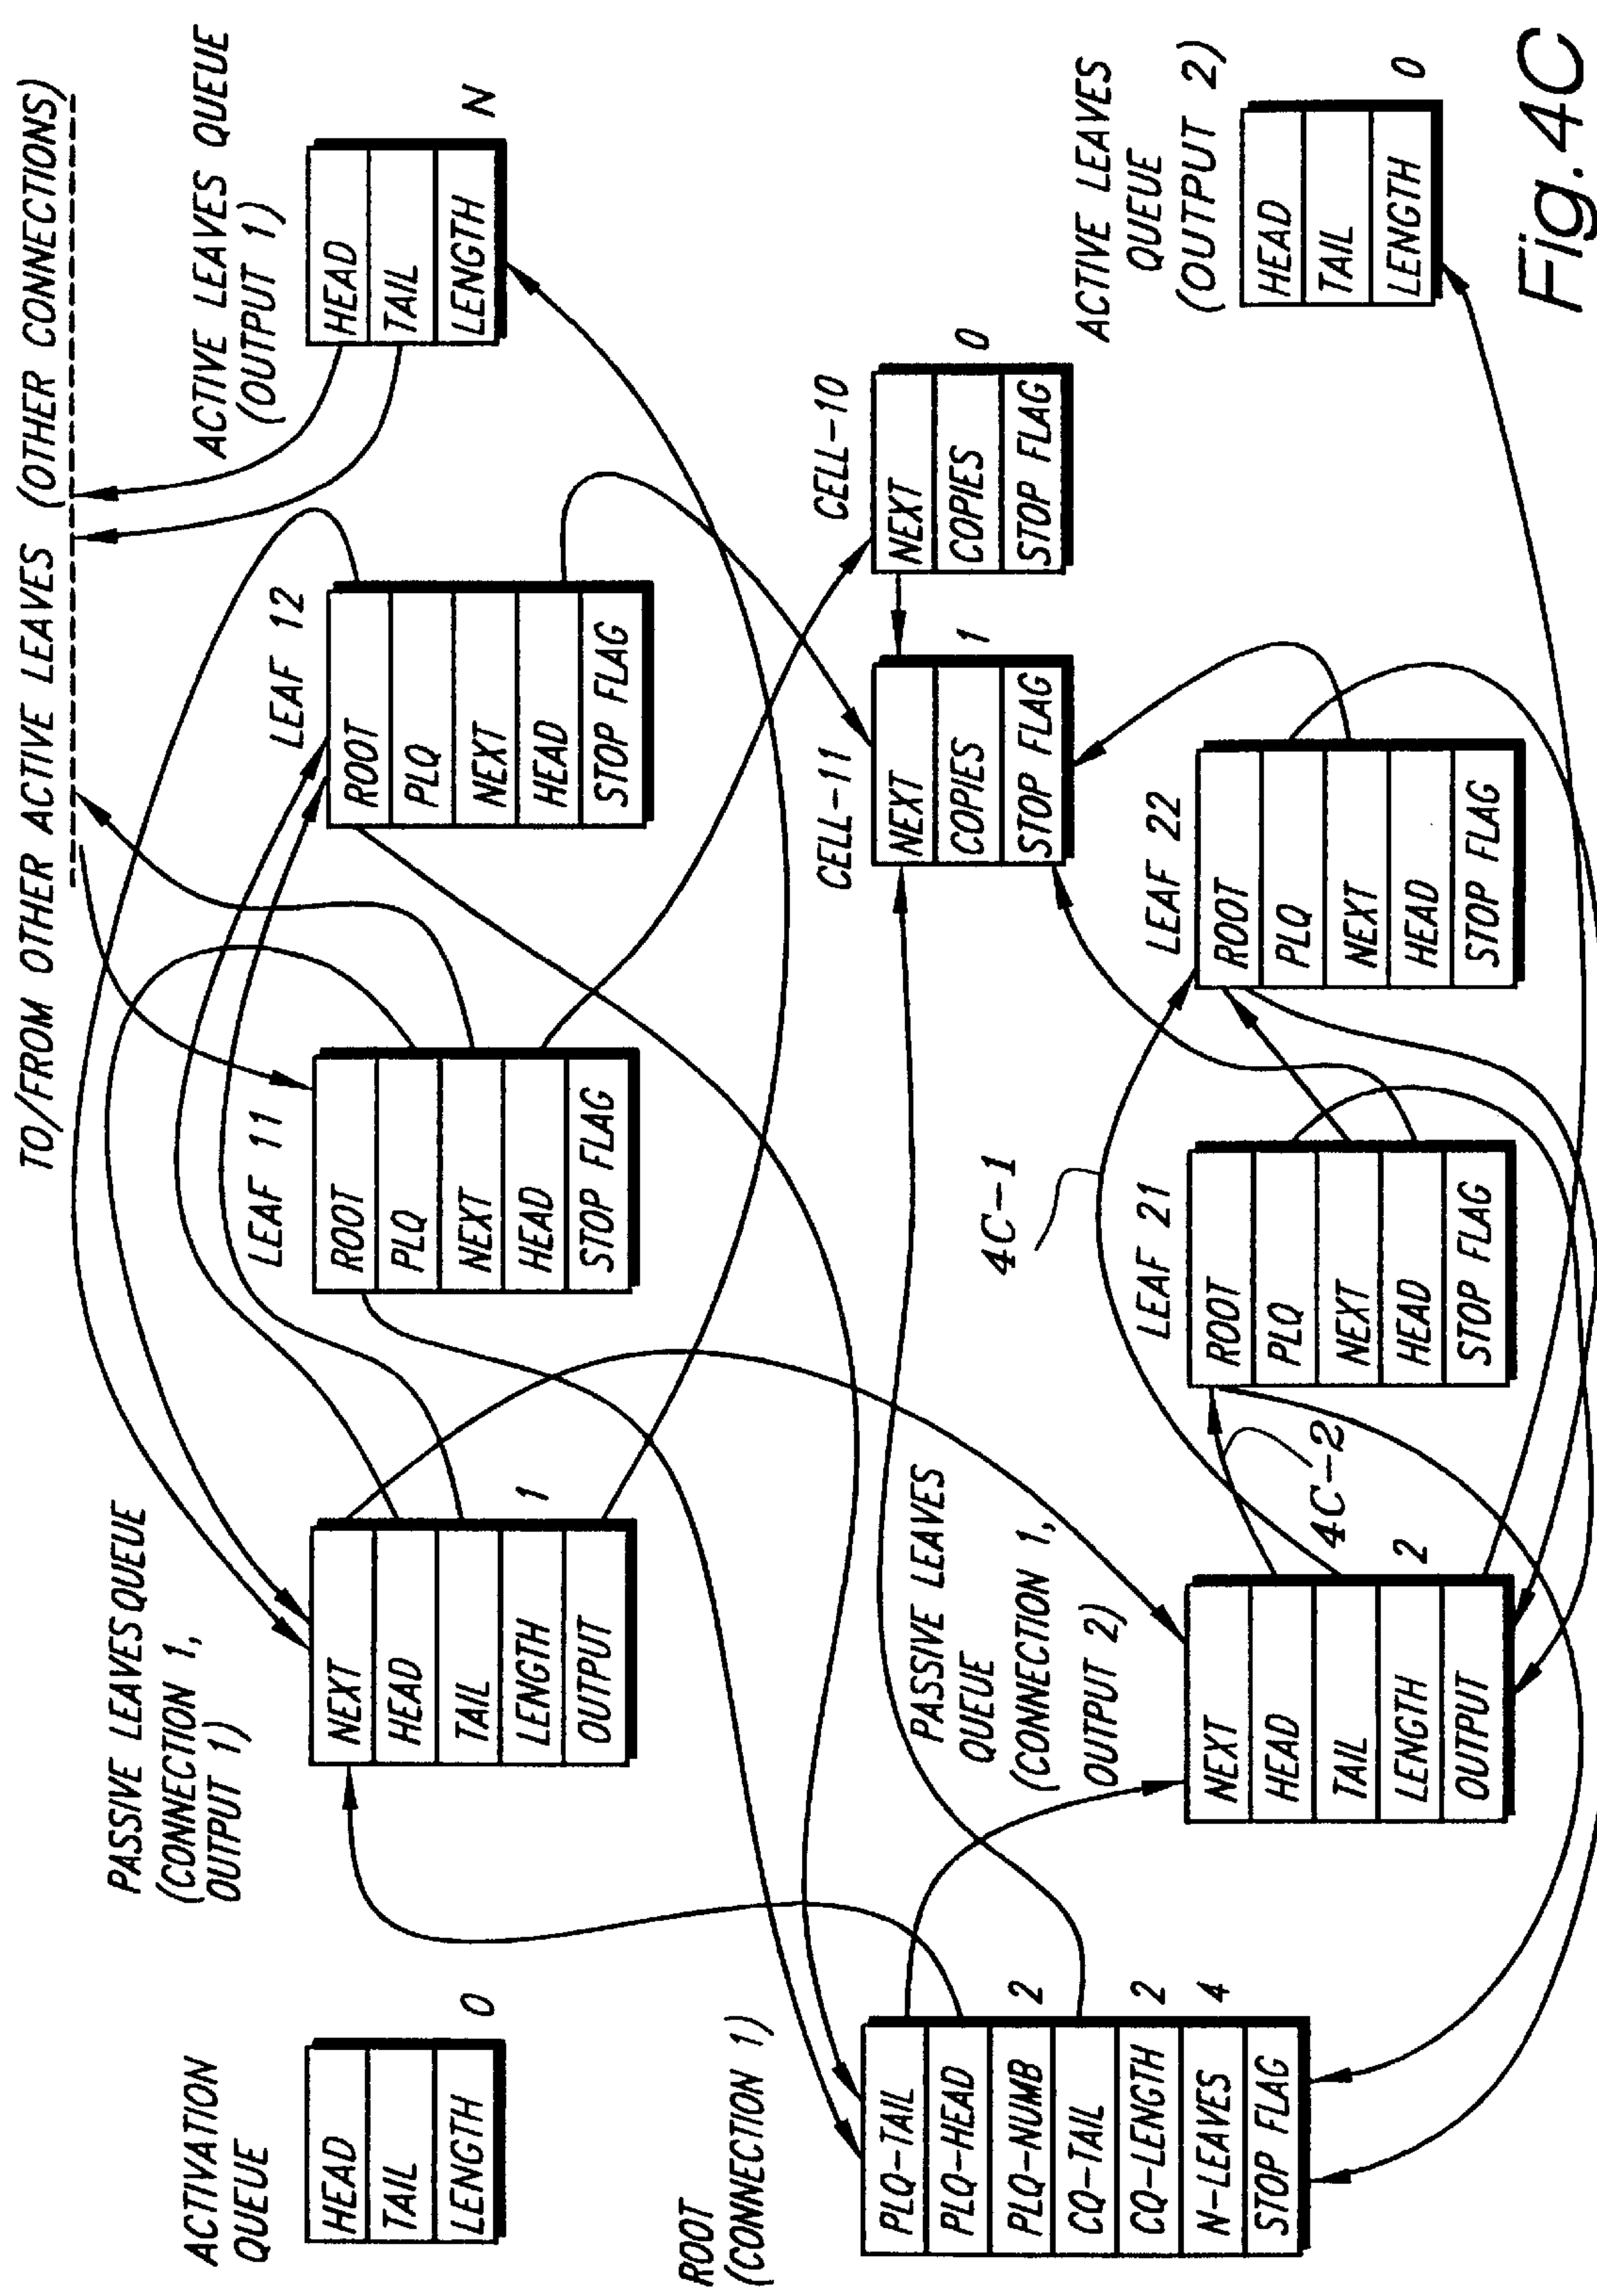 TO/FROM OTHER ACTIVE LEAVES (OTHER CONNECTIONS)
ACTIVATION
QUEUE
HEAD
TAIL
LENGTH
0
PASSIVE LEAVES QUEUE
(CONNECTION 1,
OUTPUT 1)
NEXT
HEAD
TAIL
LENGTH
1
OUTPUT
LEAF 11
ROOT
PLQ
NEXT
HEAD
STOP FLAG
LEAF 12
ROOT
PLQ
NEXT
HEAD
STOP FLAG
ACTIVE LEAVES QUEUE
(OUTPUT 1)
HEAD
TAIL
LENGTH
N
ROOT
(CONNECTION 1)
PLQ-TAIL
PLQ-HEAD
PLQ-NUMB
2
CQ-TAIL
CQ-LENGTH
2
N-LEAVES
4
STOP FLAG
CELL-11
NEXT
COPIES
1
STOP FLAG
CELL-10
NEXT
COPIES
0
STOP FLAG
PASSIVE LEAVES
QUEUE
(CONNECTION 1,
OUTPUT 2)
NEXT
HEAD
TAIL
LENGTH
2
OUTPUT
4C-1
4C-2
LEAF 21
ROOT
PLQ
NEXT
HEAD
STOP FLAG
LEAF 22
ROOT
PLQ
NEXT
HEAD
STOP FLAG
ACTIVE LEAVES
QUEUE
(OUTPUT 2)
HEAD
TAIL
LENGTH
0
Fig.4C